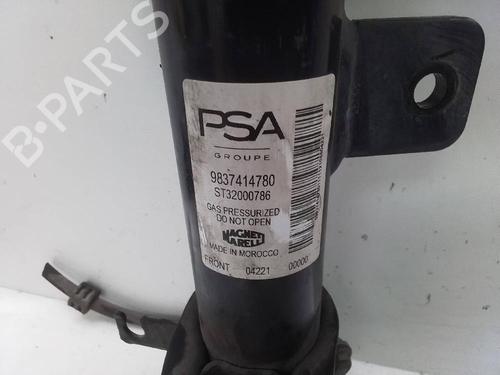 B-PARTS
PSA
GROUPE
9837414780
ST32000786
GAS PRESSURIZED
DO NOT OPEN
MAGNETI
MARELLI
MADE IN MOROCCO
FRONT 04221 00000